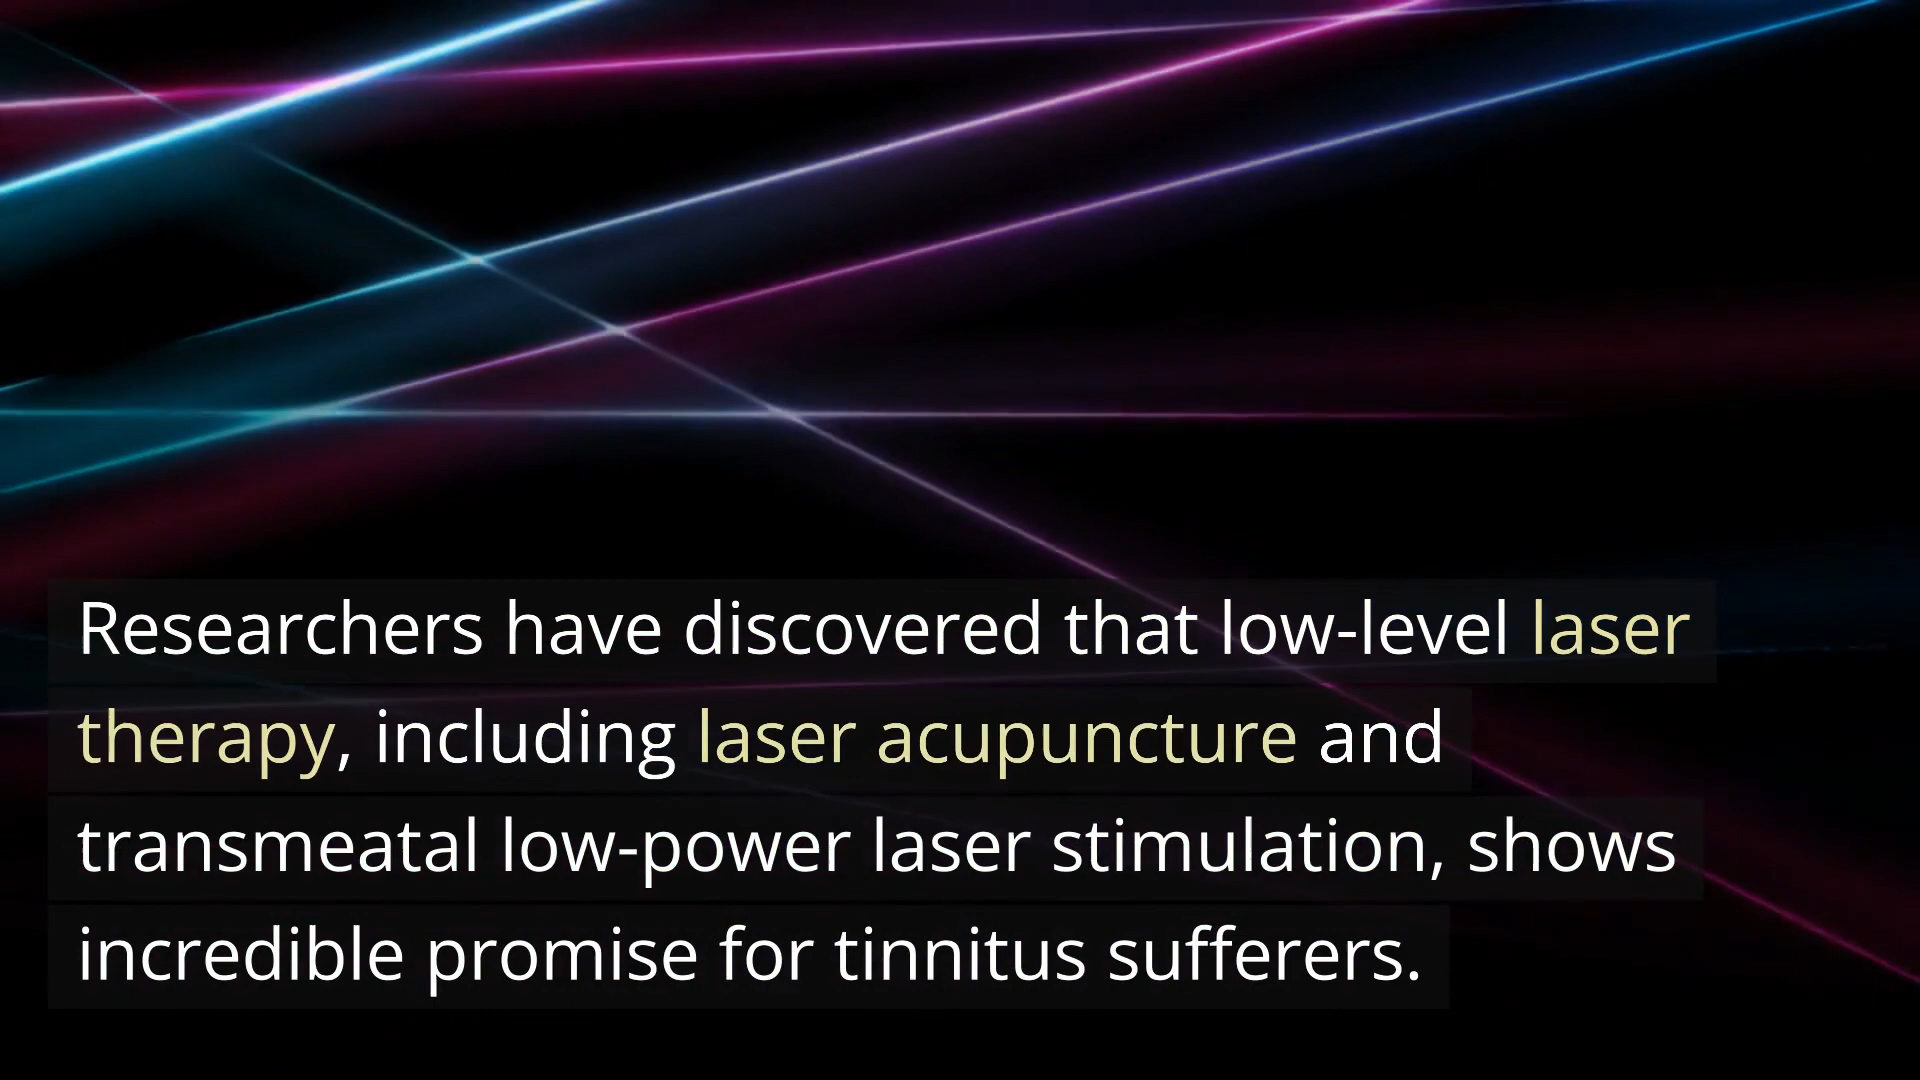 Researchers have discovered that low-level laser
therapy, including laser acupuncture and
transmeatal low-power laser stimulation, shows
incredible promise for tinnitus sufferers.